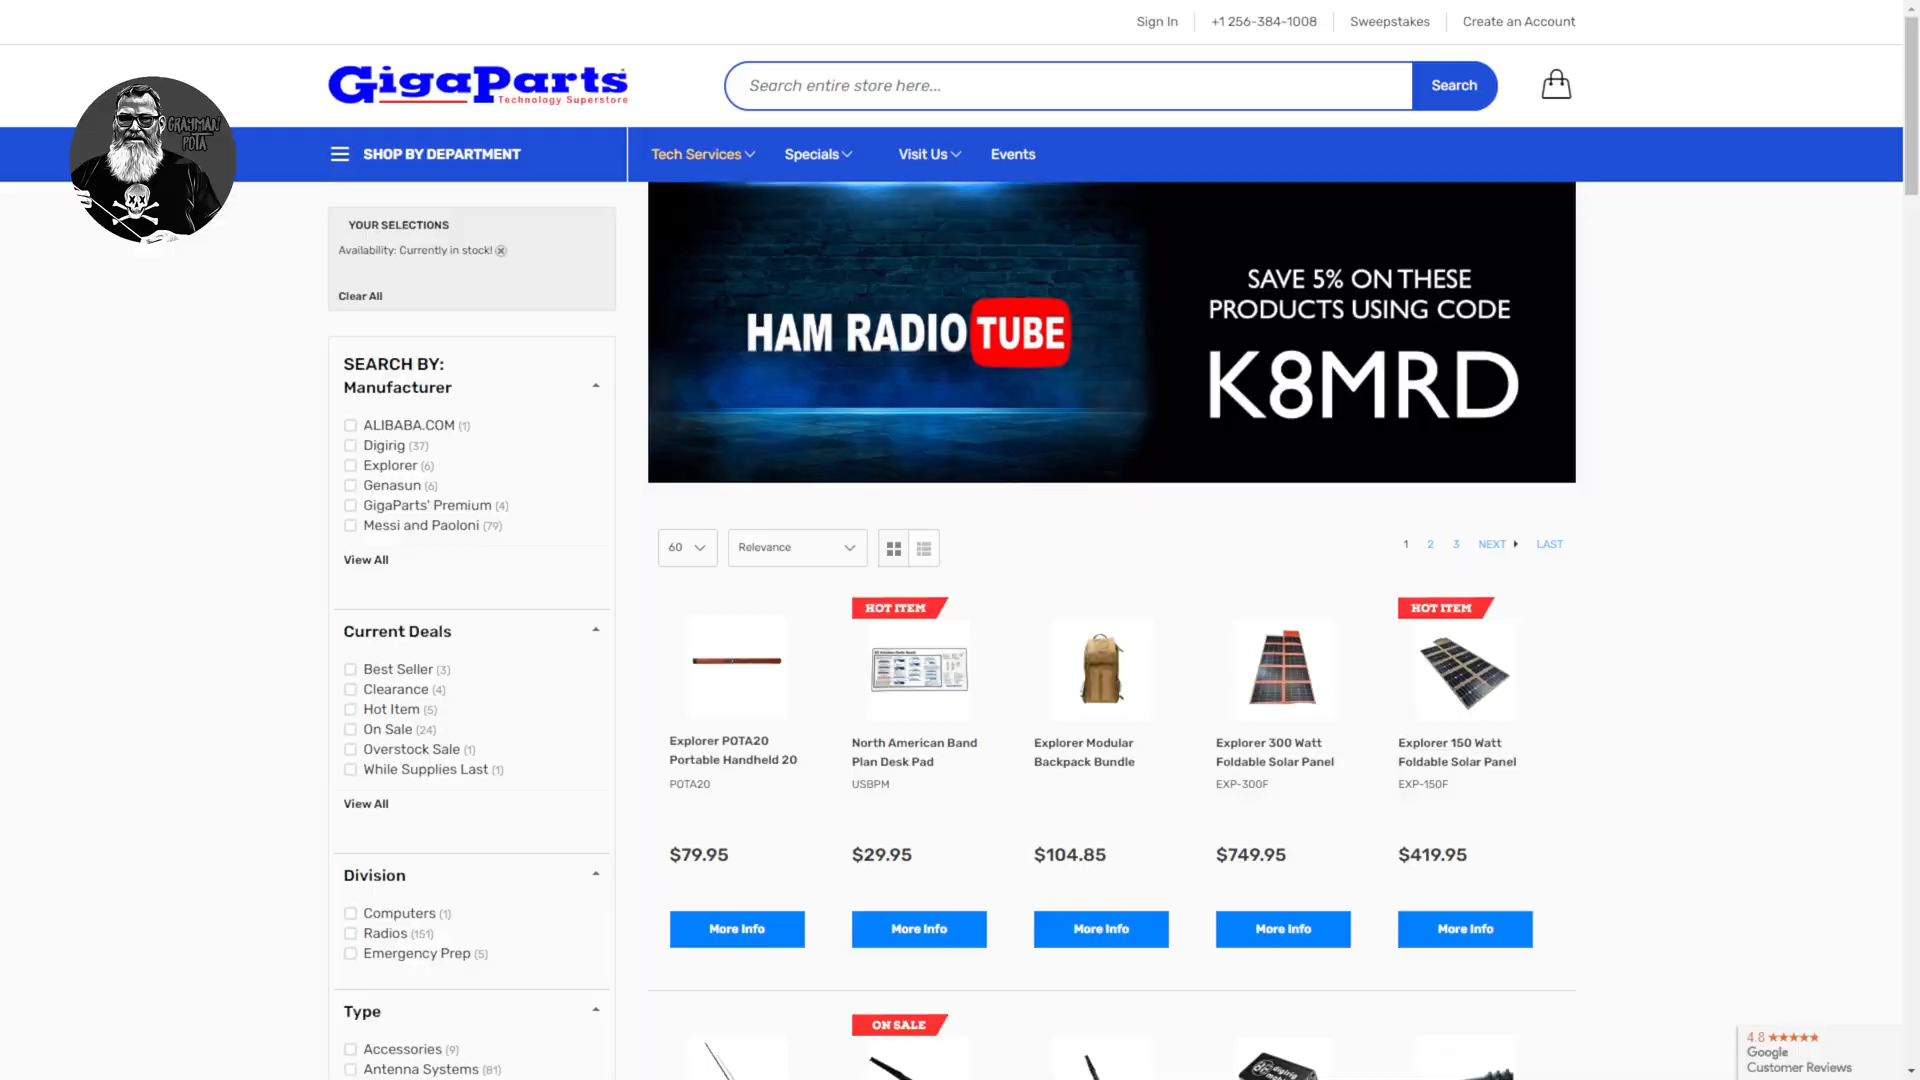 Sign In
+1 256-384-1008
Sweepstakes
Create an Account
GigaParts
Technology Superstore
Search entire store here...
Search
GRAYMAN
POTA
SHOP BY DEPARTMENT
Tech Services
Specials
Visit Us
Events
YOUR SELECTIONS
Availability: Currently in stock!
Clear All
HAM RADIO TUBE
SAVE 5% ON THESE
PRODUCTS USING CODE
K8MRD
SEARCH BY:
Manufacturer
ALIBABA.COM (1)
Digirig (37)
Explorer (6)
Genasun (6)
GigaParts' Premium (4)
Messi and Paoloni (79)
View All
Current Deals
Best Seller (3)
Clearance (4)
Hot Item (5)
On Sale (24)
Overstock Sale (1)
While Supplies Last (1)
View All
Division
Computers (1)
Radios (151)
Emergency Prep (5)
Type
Accessories (9)
Antenna Systems (81)
60
Relevance
1 2 3 NEXT LAST
Explorer POTA20
Portable Handheld 20
POTA20
$79.95
More Info
HOT ITEM
North American Band
Plan Desk Pad
USBPM
$29.95
More Info
Explorer Modular
Backpack Bundle
$104.85
More Info
Explorer 300 Watt
Foldable Solar Panel
EXP-300F
$749.95
More Info
HOT ITEM
Explorer 150 Watt
Foldable Solar Panel
EXP-150F
$419.95
More Info
ON SALE
digirig
4.8
Google
Customer Reviews